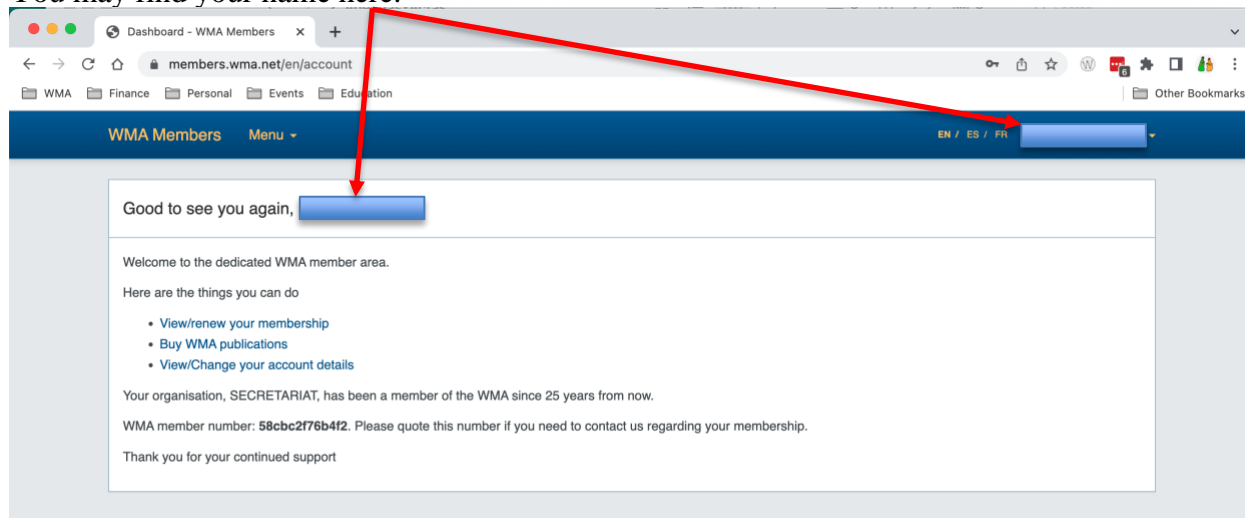 You may find your name here.
Dashboard - WMA Members
members.wma.net/en/account
6
WMA Finance Personal Events Education Other Bookmarks
WMA Members Menu EN / ES / FR
Good to see you again,
Welcome to the dedicated WMA member area.
Here are the things you can do
• View/renew your membership
• Buy WMA publications
• View/Change your account details
Your organisation, SECRETARIAT, has been a member of the WMA since 25 years from now.
WMA member number: 58cbc2f76b4f2. Please quote this number if you need to contact us regarding your membership.
Thank you for your continued support